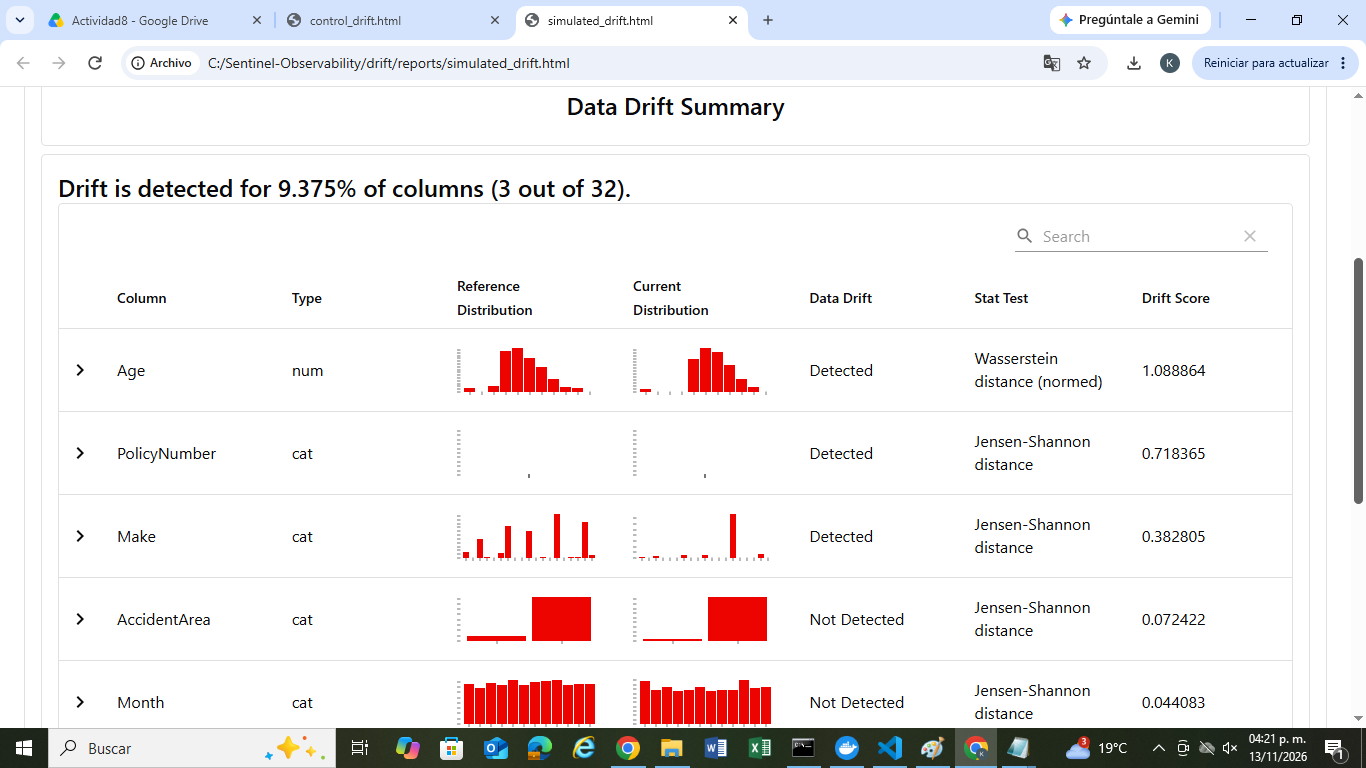 Actividad8 - Google Drive
control_drift.html
simulated_drift.html
Pregúntale a Gemini
Archivo
C:/Sentinel-Observability/drift/reports/simulated_drift.html
K
Reiniciar para actualizar
Data Drift Summary
Drift is detected for 9.375% of columns (3 out of 32).
Search
Column
Type
Reference
Distribution
Current
Distribution
Data Drift
Stat Test
Drift Score
Age
num
Detected
Wasserstein
distance (normed)
1.088864
PolicyNumber
cat
Detected
Jensen-Shannon
distance
0.718365
Make
cat
Detected
Jensen-Shannon
distance
0.382805
AccidentArea
cat
Not Detected
Jensen-Shannon
distance
0.072422
Month
cat
Not Detected
Jensen-Shannon
distance
0.044083
Buscar
3
19°C
04:21 p. m.
13/11/2026
1